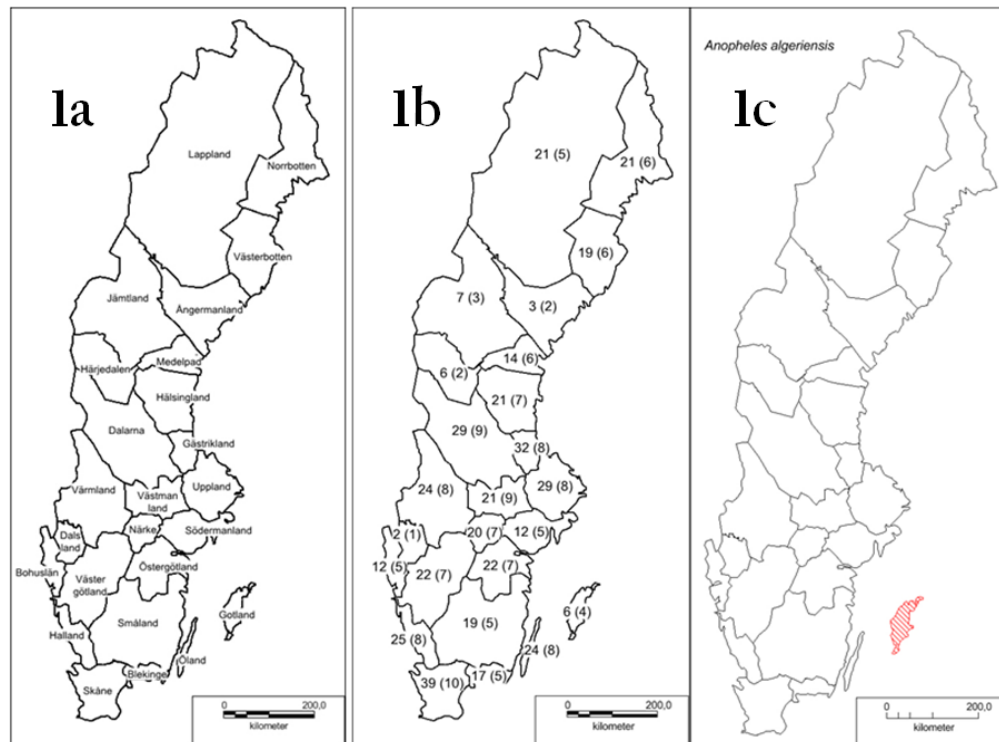 1a
Lappland
Norrbotten
Västerbotten
Jämtland
Ångermanland
Medelpad
Härjedalen
Hälsingland
Dalarna
Gästrikland
Värmland
Västman
land
Uppland
Närke
Södermanland
Dals
land
Bohuslän
Väster
götland
Östergötland
Gotland
Halland
Småland
Öland
Blekinge
Skåne
0
200,0
kilometer
1b
21 (5)
21 (6)
19 (6)
7 (3)
3 (2)
14 (6)
6 (2)
21 (7)
29 (9)
32 (8)
24 (8)
21 (9)
29 (8)
2 (1)
20 (7)
12 (5)
12 (5)
22 (7)
22 (7)
6 (4)
19 (5)
25 (8)
24 (8)
17 (5)
39 (10)
0
200,0
kilometer
Anopheles algeriensis
1c
0
200,0
kilometer